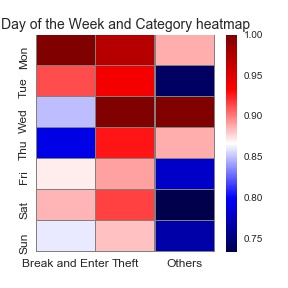 Day of the Week and Category heatmap
Mon
Tue
Wed
Thu
Fri
Sat
Sun
Break and Enter Theft Others
1.00
0.95
0.90
0.85
0.80
0.75